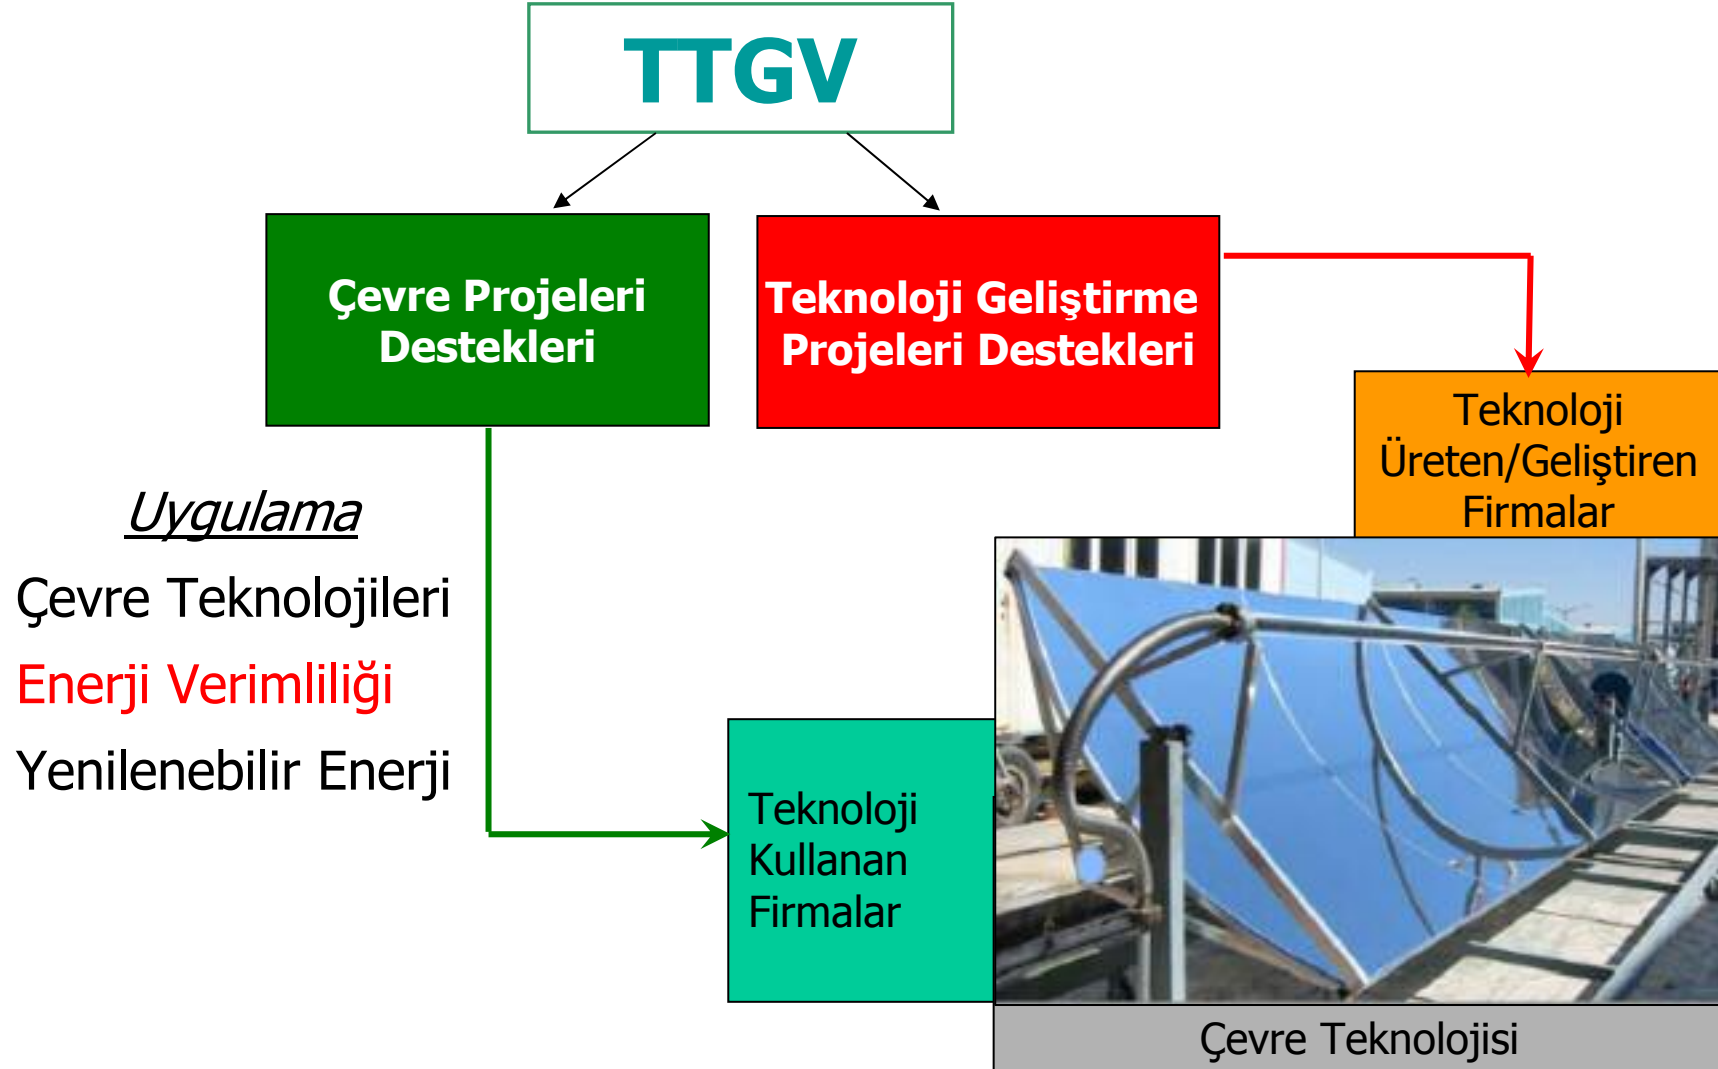 TTGV
Çevre Projeleri
Destekleri
Teknoloji Geliştirme
Projeleri Destekleri
Teknoloji
Üreten/Geliştiren
Firmalar
Uygulama
Çevre Teknolojileri
Enerji Verimliliği
Yenilenebilir Enerji
Teknoloji
Kullanan
Firmalar
Çevre Teknolojisi